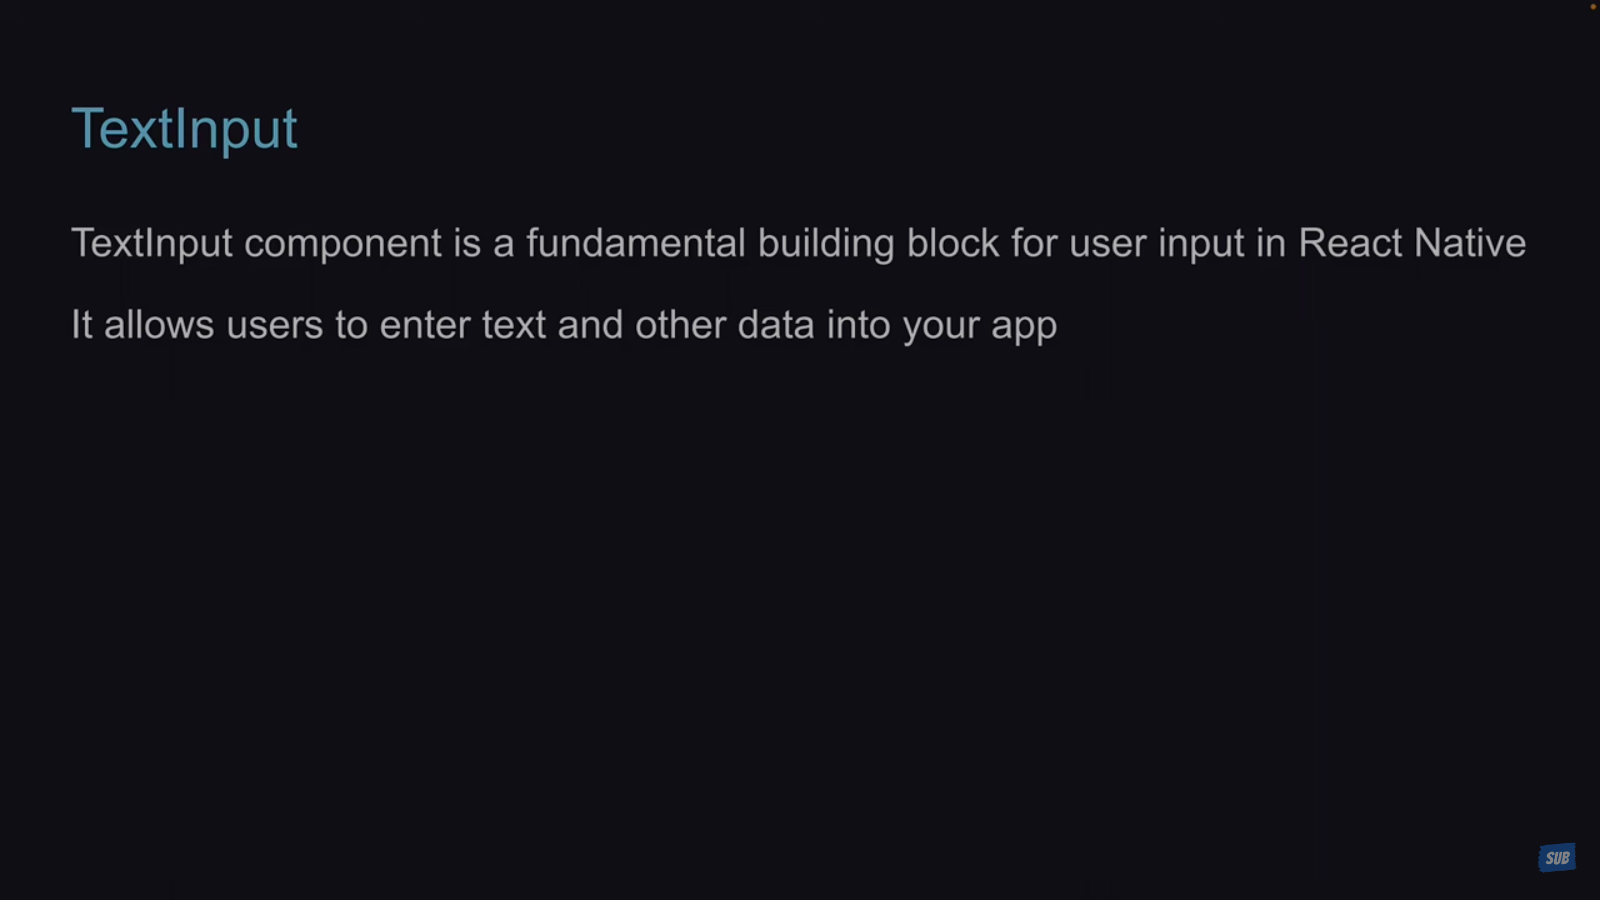 TextInput
TextInput component is a fundamental building block for user input in React Native
It allows users to enter text and other data into your app
SUB